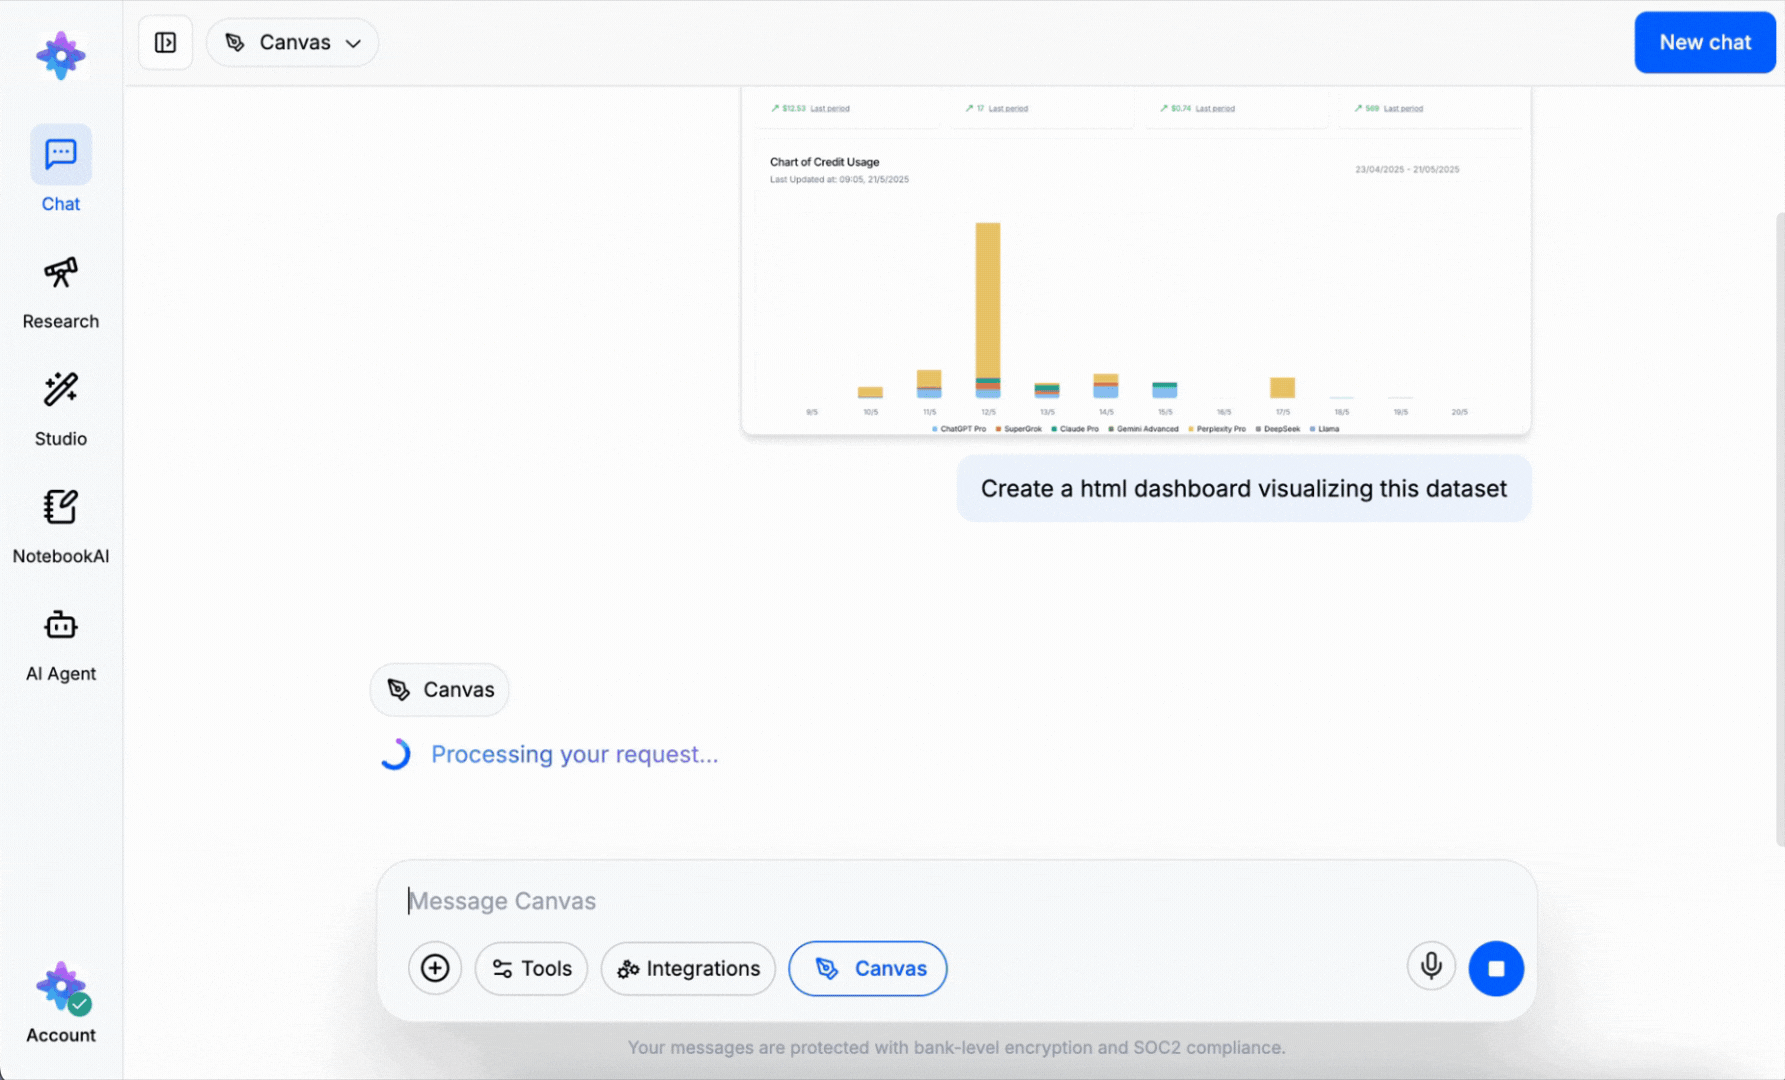 Canvas
New chat
Chat
Research
Studio
NotebookAI
AI Agent
Account
$12.53 Last period
17 Last period
$0.74 Last period
569 Last period
Chart of Credit Usage
Last Updated at: 09:05, 21/5/2025
23/04/2025 - 21/05/2025
9/5 10/5 11/5 12/5 13/5 14/5 15/5 16/5 17/5 18/5 19/5 20/5
ChatGPT Pro SuperGrok Claude Pro Gemini Advanced Perplexity Pro DeepSeek Llama
Create a html dashboard visualizing this dataset
Canvas
Processing your request...
Message Canvas
Tools Integrations Canvas
Your messages are protected with bank-level encryption and SOC2 compliance.